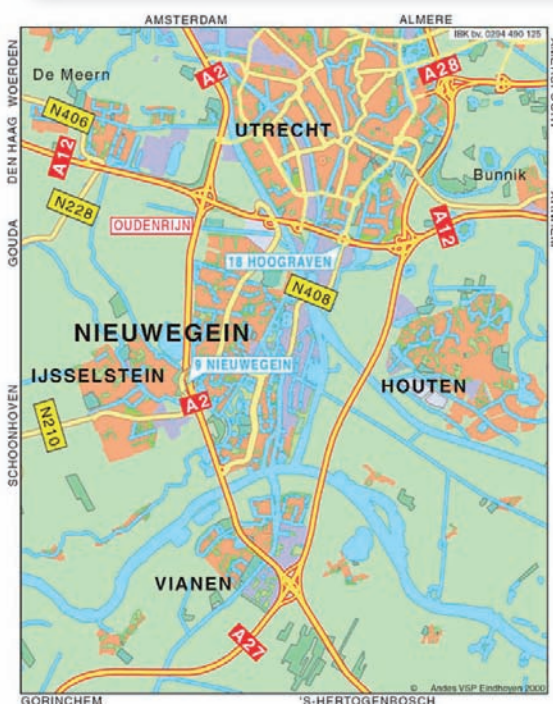 AMSTERDAM
ALMERE
IBK bv. 0294 490 125
WOERDEN
De Meern
A2
A28
N406
UTRECHT
DEN HAAG
A12
Bunnik
N228
OUDENRIJN
A12
GOUDA
18 HOOGRAVEN
N408
NIEUWEGEIN
9 NIEUWEGEIN
IJSSELSTEIN
HOUTEN
A2
N210
SCHOONHOVEN
VIANEN
A27
© Andes VSP Eindhoven 2000
GORINCHEM
'S-HERTOGENBOSCH